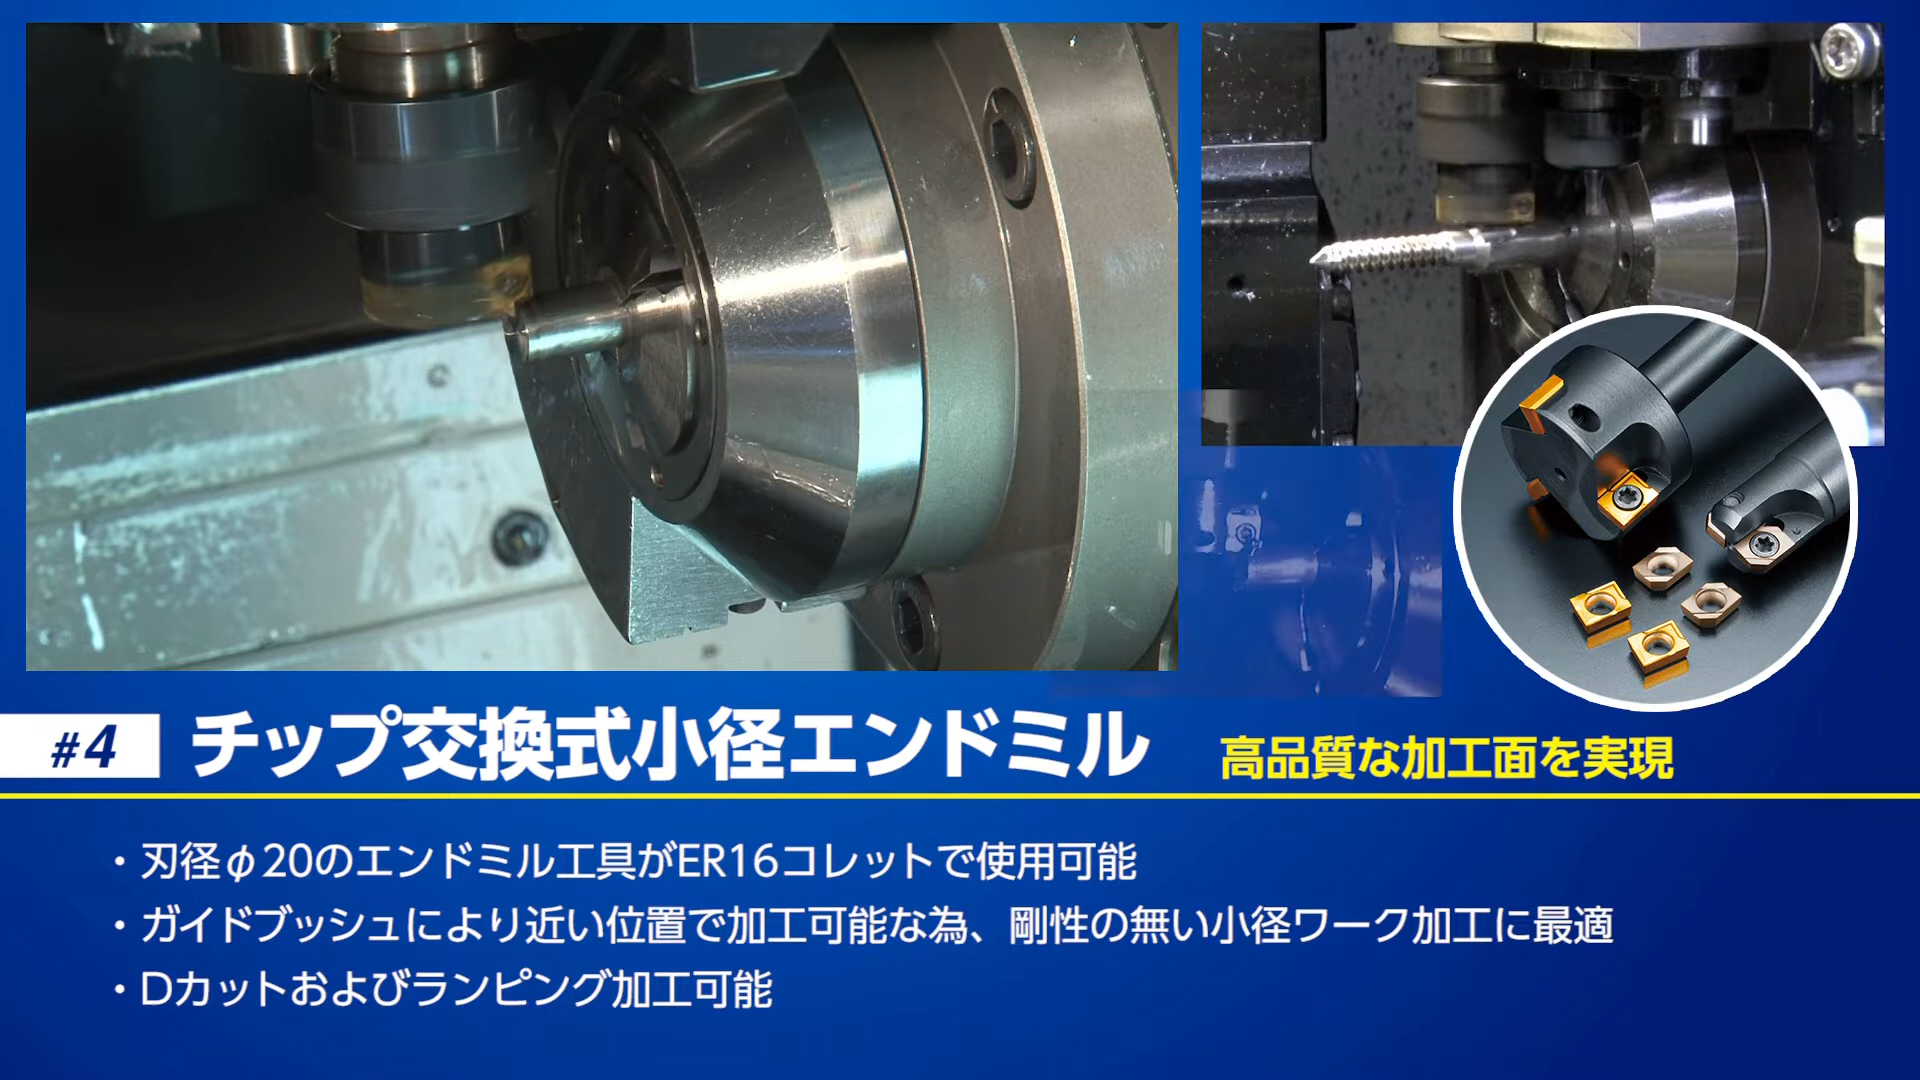 #4
チップ交換式小径エンドミル
高品質な加工面を実現
・刃径φ20のエンドミル工具がER16コレットで使用可能
・ガイドブッシュにより近い位置で加工可能な為、剛性の無い小径ワーク加工に最適
・Dカットおよびランピング加工可能